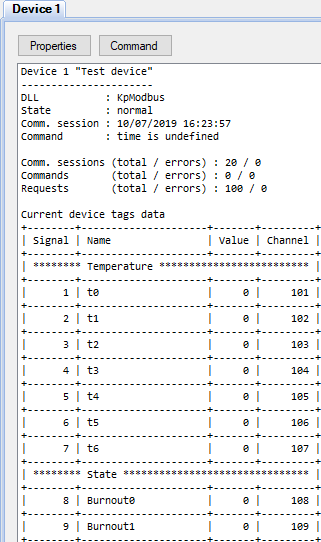 Device 1
Properties Command
Device 1 "Test device"
----------------------
DLL : KpModbus
State : normal
Comm. session : 10/07/2019 16:23:57
Command : time is undefined
Comm. sessions (total / errors) : 20 / 0
Commands (total / errors) : 0 / 0
Requests (total / errors) : 100 / 0
Current device tags data
+--------+----------------------+-------+---------+
| Signal | Name | Value | Channel
+--------+----------------------+-------+---------+
| ******** Temperature **************************
+--------+----------------------+-------+---------+
| 1 | t0 | 0 | 101
+--------+----------------------+-------+---------+
| 2 | t1 | 0 | 102
+--------+----------------------+-------+---------+
| 3 | t2 | 0 | 103
+--------+----------------------+-------+---------+
| 4 | t3 | 0 | 104
+--------+----------------------+-------+---------+
| 5 | t4 | 0 | 105
+--------+----------------------+-------+---------+
| 6 | t5 | 0 | 106
+--------+----------------------+-------+---------+
| 7 | t6 | 0 | 107
+--------+----------------------+-------+---------+
| ******** State ********************************
+--------+----------------------+-------+---------+
| 8 | Burnout0 | 0 | 108
+--------+----------------------+-------+---------+
| 9 | Burnout1 | 0 | 109
+--------+----------------------+-------+---------+